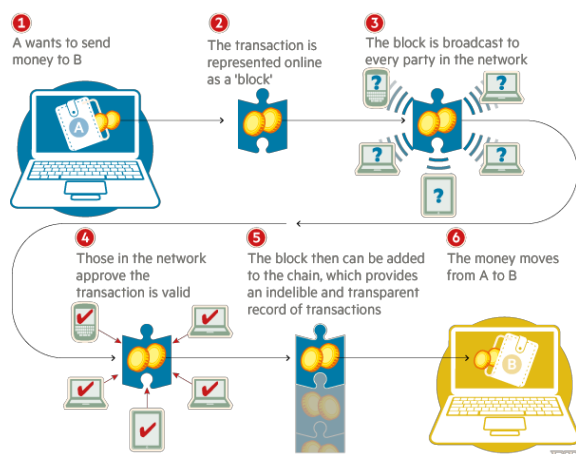 1
A wants to send
money to B
2
The transaction is
represented online
as a 'block'
3
The block is broadcast to
every party in the network
A
?
?
?
?
?
4
Those in the network
approve the
transaction is valid
5
The block then can be added
to the chain, which provides
an indelible and transparent
record of transactions
6
The money moves
from A to B
B